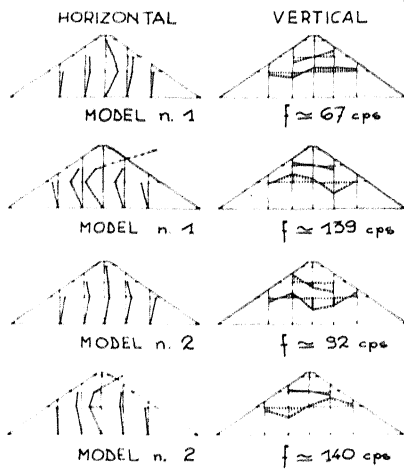 HORIZONTAL VERTICAL
MODEL n. 1 f ≃ 67 cps
MODEL n. 1 f ≃ 139 cps
MODEL n. 2 f ≃ 92 cps
MODEL n. 2 f ≃ 140 cps